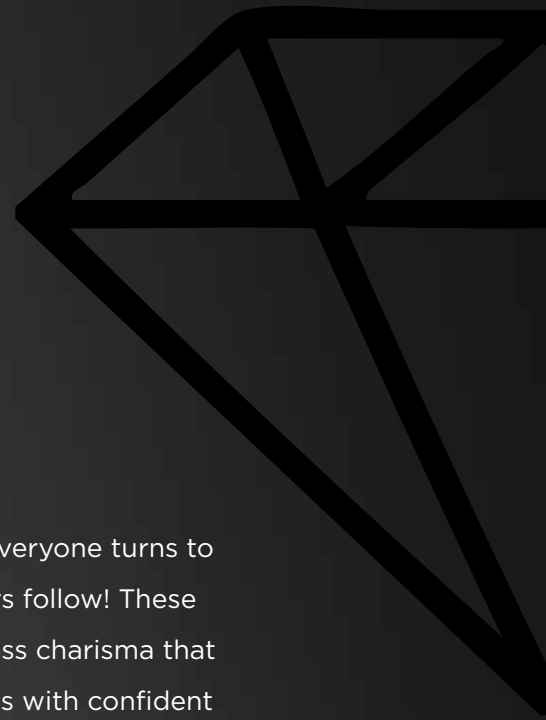 veryone turns to
s follow! These
ss charisma that
s with confident